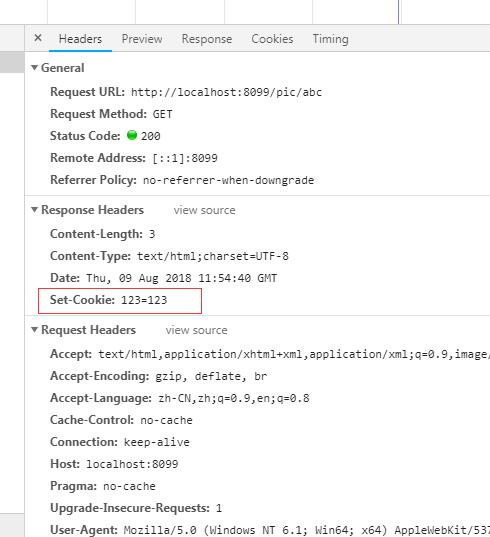 × Headers Preview Response Cookies Timing
▼ General
Request URL: http://localhost:8099/pic/abc
Request Method: GET
Status Code: 200
Remote Address: [::1]:8099
Referrer Policy: no-referrer-when-downgrade
▼ Response Headers view source
Content-Length: 3
Content-Type: text/html;charset=UTF-8
Date: Thu, 09 Aug 2018 11:54:40 GMT
Set-Cookie: 123=123
▼ Request Headers view source
Accept: text/html,application/xhtml+xml,application/xml;q=0.9,image/
Accept-Encoding: gzip, deflate, br
Accept-Language: zh-CN,zh;q=0.9,en;q=0.8
Cache-Control: no-cache
Connection: keep-alive
Host: localhost:8099
Pragma: no-cache
Upgrade-Insecure-Requests: 1
User-Agent: Mozilla/5.0 (Windows NT 6.1; Win64; x64) AppleWebKit/537